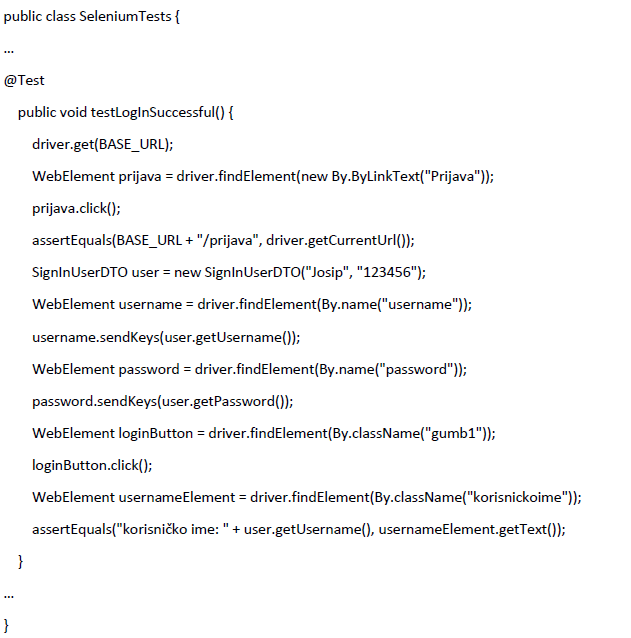 public class SeleniumTests {
...
@Test
public void testLogInSuccessful() {
driver.get(BASE_URL);
WebElement prijava = driver.findElement(new By.ByLinkText("Prijava"));
prijava.click();
assertEquals(BASE_URL + "/prijava", driver.getCurrentUrl());
SignInUserDTO user = new SignInUserDTO("Josip", "123456");
WebElement username = driver.findElement(By.name("username"));
username.sendKeys(user.getUsername());
WebElement password = driver.findElement(By.name("password"));
password.sendKeys(user.getPassword());
WebElement loginButton = driver.findElement(By.className("gumb1"));
loginButton.click();
WebElement usernameElement = driver.findElement(By.className("korisnickoime"));
assertEquals("korisničko ime: " + user.getUsername(), usernameElement.getText());
}
...
}